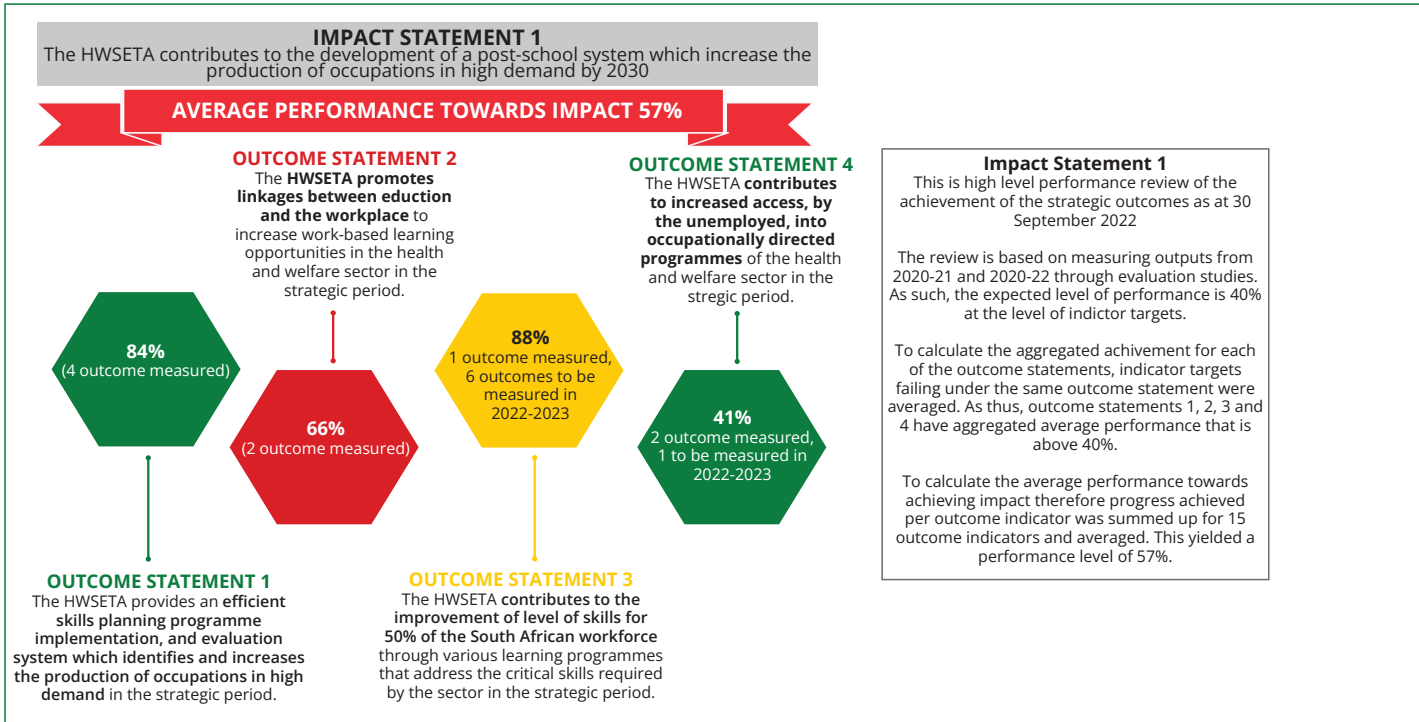 IMPACT STATEMENT 1
The HWSETA contributes to the development of a post-school system which increase the
production of occupations in high demand by 2030
AVERAGE PERFORMANCE TOWARDS IMPACT 57%
OUTCOME STATEMENT 2
The HWSETA promotes
linkages between eduction
and the workplace to
increase work-based learning
opportunities in the health
and welfare sector in the
strategic period.
OUTCOME STATEMENT 4
The HWSETA contributes
to increased access, by
the unemployed, into
occupationally directed
programmes of the health
and welfare sector in the
stregic period.
84%
(4 outcome measured)
66%
(2 outcome measured)
88%
1 outcome measured,
6 outcomes to be
measured in
2022-2023
41%
2 outcome measured,
1 to be measured in
2022-2023
OUTCOME STATEMENT 1
The HWSETA provides an efficient
skills planning programme
implementation, and evaluation
system which identifies and increases
the production of occupations in high
demand in the strategic period.
OUTCOME STATEMENT 3
The HWSETA contributes to the
improvement of level of skills for
50% of the South African workforce
through various learning programmes
that address the critical skills required
by the sector in the strategic period.
Impact Statement 1
This is high level performance review of the
achievement of the strategic outcomes as at 30
September 2022
The review is based on measuring outputs from
2020-21 and 2020-22 through evaluation studies.
As such, the expected level of performance is 40%
at the level of indictor targets.
To calculate the aggregated achivement for each
of the outcome statements, indicator targets
failing under the same outcome statement were
averaged. As thus, outcome statements 1, 2, 3 and
4 have aggregated average performance that is
above 40%.
To calculate the average performance towards
achieving impact therefore progress achieved
per outcome indicator was summed up for 15
outcome indicators and averaged. This yielded a
performance level of 57%.